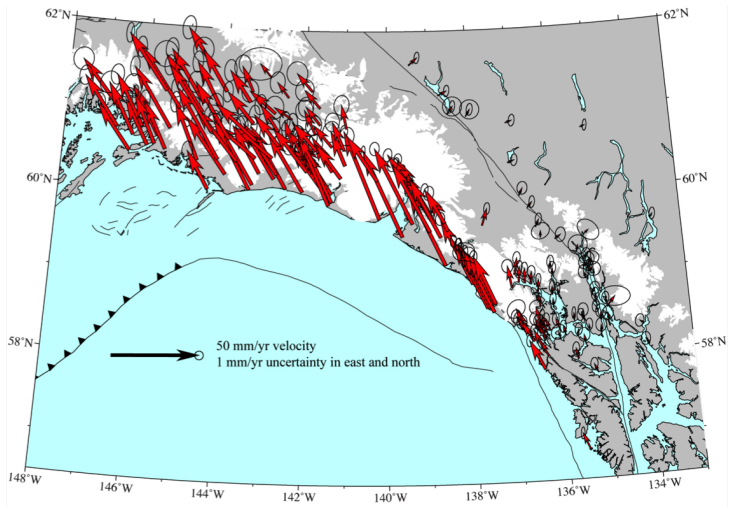 62°N
62°N
60°N
60°N
58°N
58°N
50 mm/yr velocity
1 mm/yr uncertainty in east and north
148°W
146°W
144°W
142°W
140°W
138°W
136°W
134°W